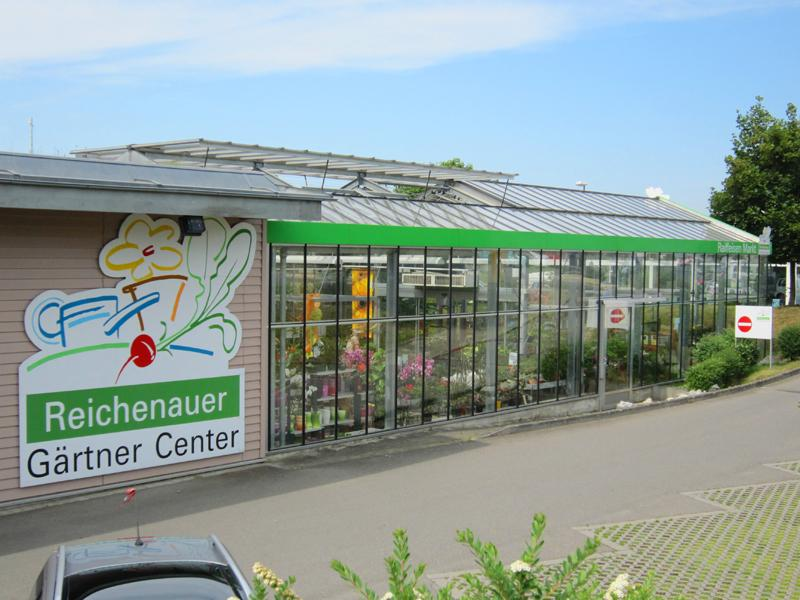 Reichenauer
Gärtner Center
Raiffeisen Markt